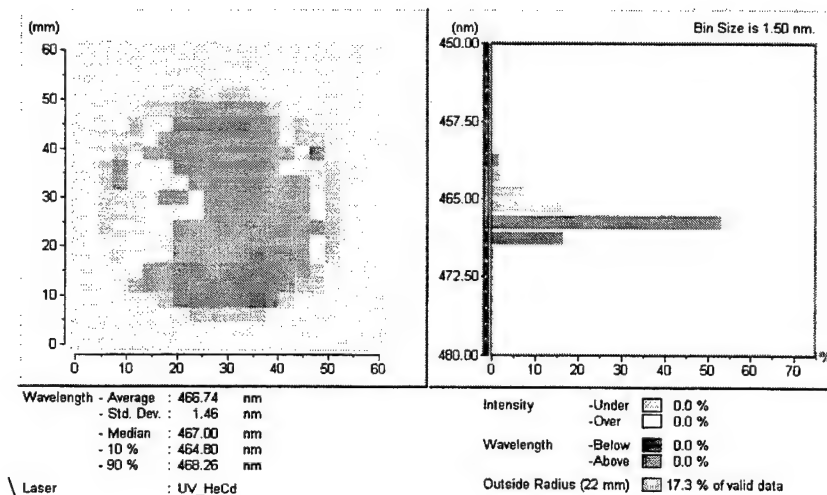 (mm)
60
50
40
30
20
10
0
0 10 20 30 40 50 60
(nm) Bin Size is 1.50 nm.
450.00
457.50
465.00
472.50
480.00
0 10 20 30 40 50 60 70 %
Wavelength - Average : 466.74 nm
- Std. Dev. : 1.46 nm
- Median : 467.00 nm
- 10 % : 464.80 nm
- 90 % : 468.26 nm
\ Laser : UV HeCd
Intensity -Under 0.0 %
-Over 0.0 %
Wavelength -Below 0.0 %
-Above 0.0 %
Outside Radius (22 mm) 17.3 % of valid data